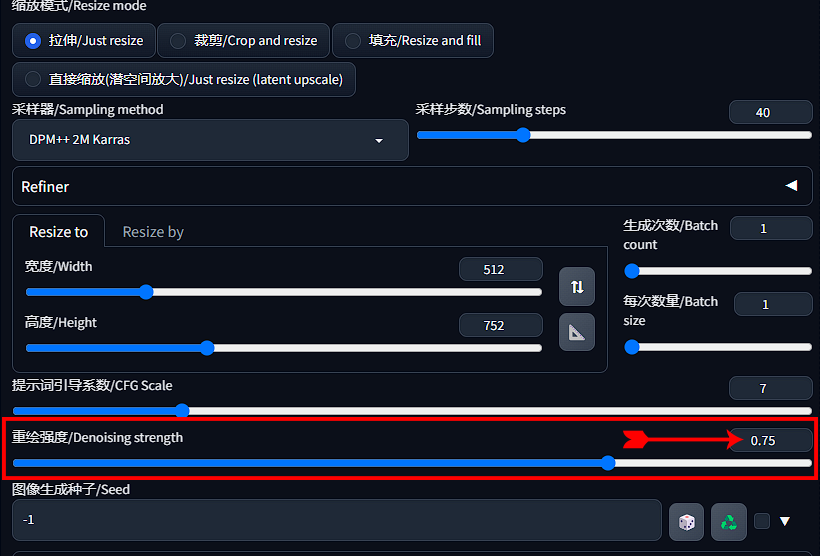 缩放模式/Resize mode
拉伸/Just resize
裁剪/Crop and resize
填充/Resize and fill
直接缩放(潜空间放大)/Just resize (latent upscale)
采样器/Sampling method
采样步数/Sampling steps
40
DPM++ 2M Karras
Refiner
Resize to
Resize by
宽度/Width
512
高度/Height
752
生成次数/Batch
count
1
每次数量/Batch
size
1
提示词引导系数/CFG Scale
7
重绘强度/Denoising strength
0.75
图像生成种子/Seed
-1